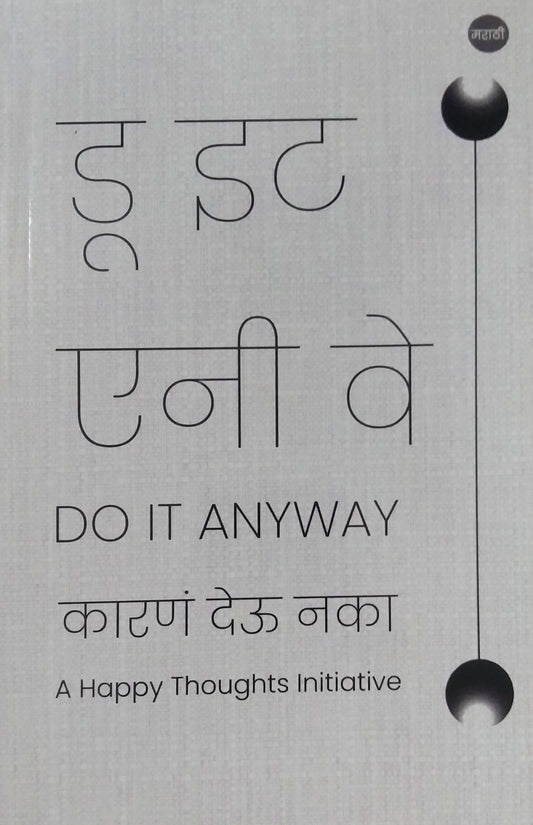 मराठी
डू इट
एनी वे
DO IT ANYWAY
कारणं देऊ नका
A Happy Thoughts Initiative